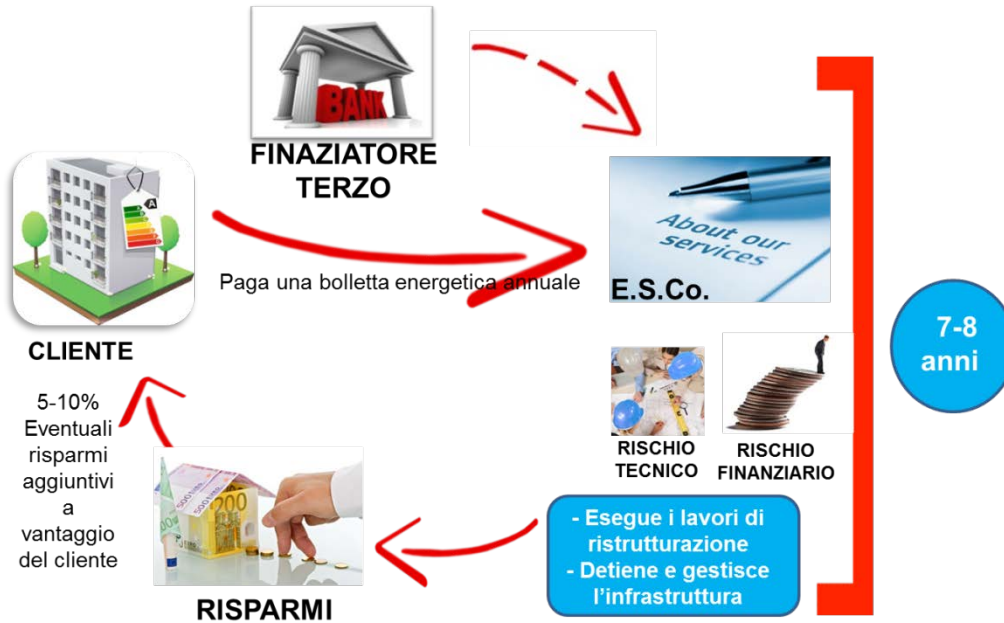 BANK
FINAZIATORE
TERZO
A
About our
services
Paga una bolletta energetica annuale
E.S.Co.
7-8
anni
CLIENTE
5-10%
Eventuali
risparmi
aggiuntivi
a
vantaggio
del cliente
RISCHIO
TECNICO
RISCHIO
FINANZIARIO
500
200
- Esegue i lavori di
ristrutturazione
- Detiene e gestisce
l’infrastruttura
RISPARMI